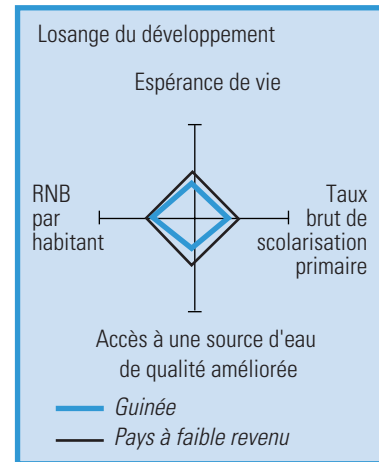 Losange du développement
Espérance de vie
RNB
par
habitant
Taux
brut de
scolarisation
primaire
Accès à une source d'eau
de qualité améliorée
Guinée
Pays à faible revenu